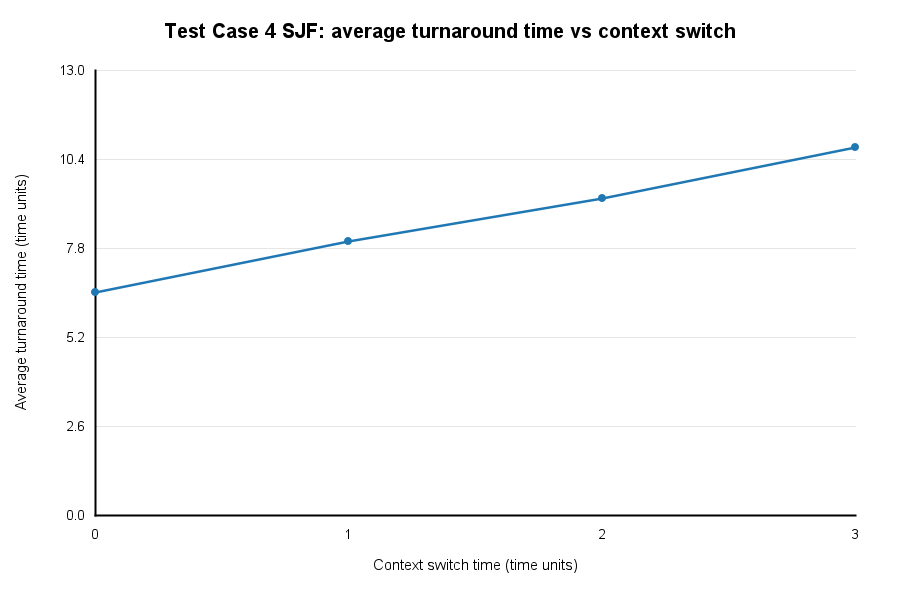 Test Case 4 SJF: average turnaround time vs context switch
13.0
10.4
7.8
5.2
2.6
0.0
Average turnaround time (time units)
0 1 2 3
Context switch time (time units)